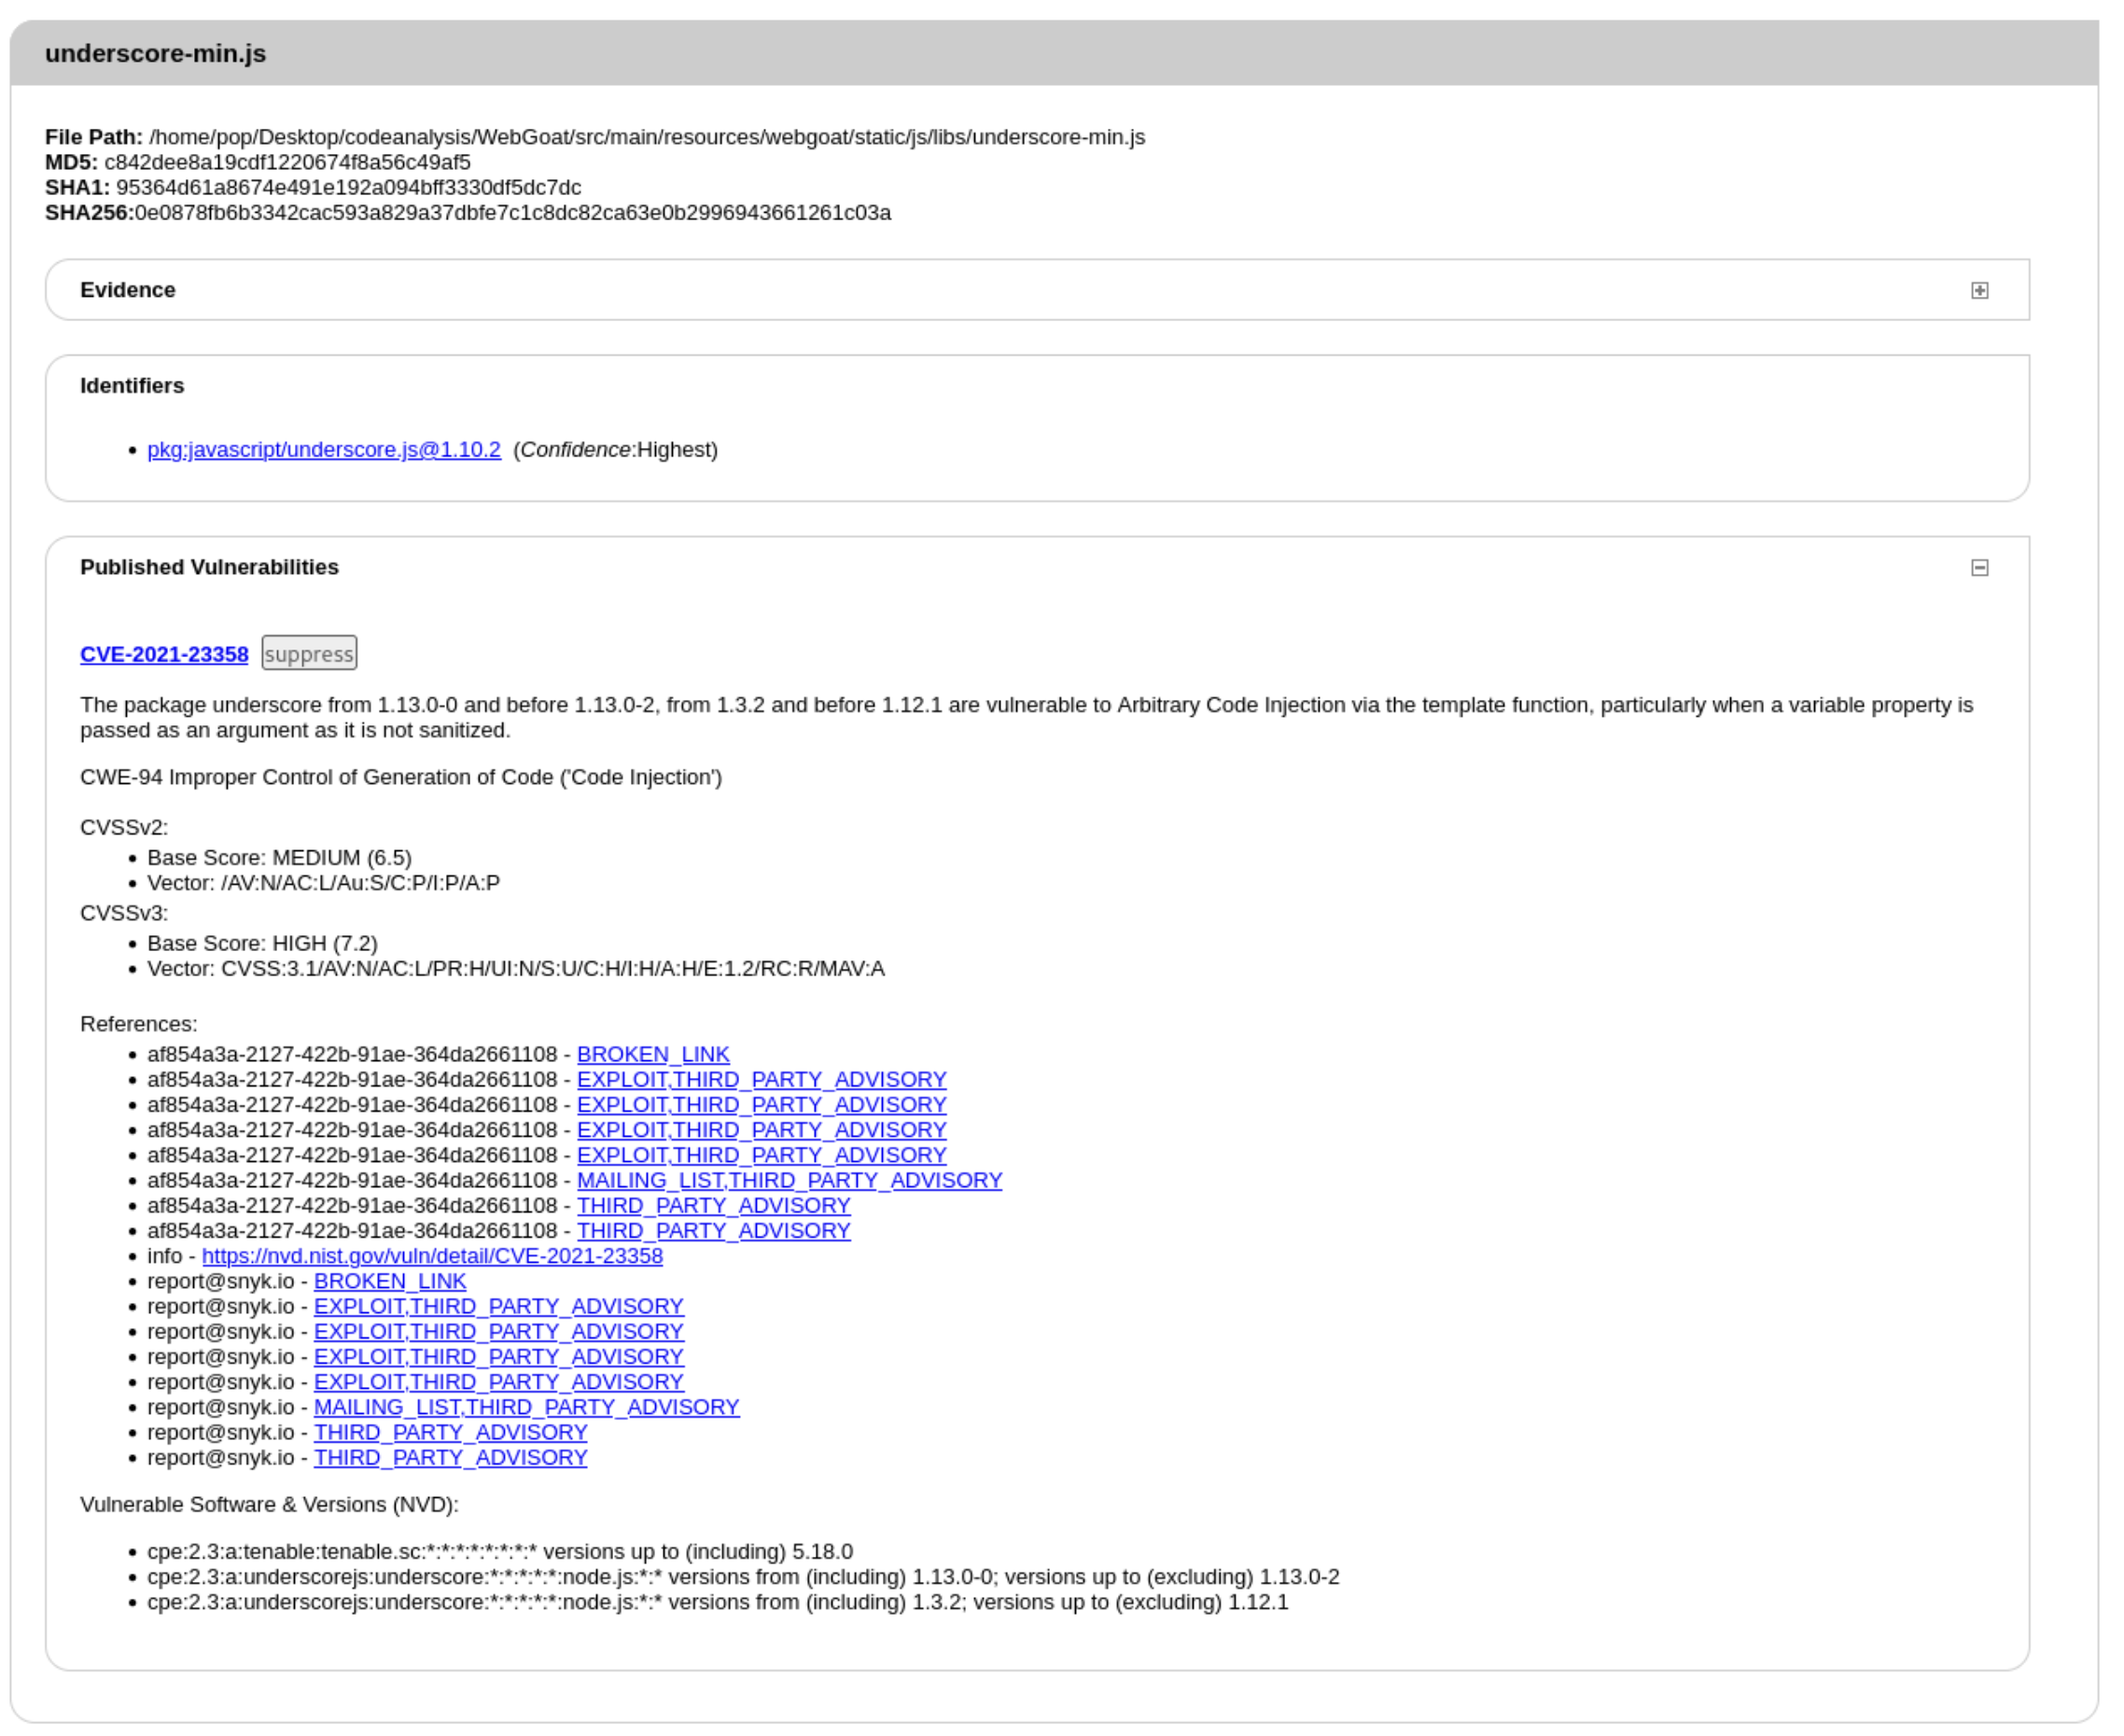 underscore-min.js
File Path: /home/pop/Desktop/codeanalysis/WebGoat/src/main/resources/webgoat/static/js/libs/underscore-min.js
MD5: c842dee8a19cdf1220674f8a56c49af5
SHA1: 95364d61a8674e491e192a094bff3330df5dc7dc
SHA256:0e0878fb6b3342cac593a829a37dbfe7c1c8dc82ca63e0b2996943661261c03a
Evidence
Identifiers
• pkg:javascript/underscore.js@1.10.2 (Confidence:Highest)
Published Vulnerabilities
CVE-2021-23358 suppress
The package underscore from 1.13.0-0 and before 1.13.0-2, from 1.3.2 and before 1.12.1 are vulnerable to Arbitrary Code Injection via the template function, particularly when a variable property is
passed as an argument as it is not sanitized.
CWE-94 Improper Control of Generation of Code ('Code Injection')
CVSSv2:
• Base Score: MEDIUM (6.5)
• Vector: /AV:N/AC:L/Au:S/C:P/I:P/A:P
CVSSv3:
• Base Score: HIGH (7.2)
• Vector: CVSS:3.1/AV:N/AC:L/PR:H/UI:N/S:U/C:H/I:H/A:H/E:1.2/RC:R/MAV:A
References:
• af854a3a-2127-422b-91ae-364da2661108 - BROKEN_LINK
• af854a3a-2127-422b-91ae-364da2661108 - EXPLOIT,THIRD_PARTY_ADVISORY
• af854a3a-2127-422b-91ae-364da2661108 - EXPLOIT,THIRD_PARTY_ADVISORY
• af854a3a-2127-422b-91ae-364da2661108 - EXPLOIT,THIRD_PARTY_ADVISORY
• af854a3a-2127-422b-91ae-364da2661108 - EXPLOIT,THIRD_PARTY_ADVISORY
• af854a3a-2127-422b-91ae-364da2661108 - MAILING_LIST,THIRD_PARTY_ADVISORY
• af854a3a-2127-422b-91ae-364da2661108 - THIRD_PARTY_ADVISORY
• af854a3a-2127-422b-91ae-364da2661108 - THIRD_PARTY_ADVISORY
• info - https://nvd.nist.gov/vuln/detail/CVE-2021-23358
• report@snyk.io - BROKEN_LINK
• report@snyk.io - EXPLOIT,THIRD_PARTY_ADVISORY
• report@snyk.io - EXPLOIT,THIRD_PARTY_ADVISORY
• report@snyk.io - EXPLOIT,THIRD_PARTY_ADVISORY
• report@snyk.io - EXPLOIT,THIRD_PARTY_ADVISORY
• report@snyk.io - MAILING_LIST,THIRD_PARTY_ADVISORY
• report@snyk.io - THIRD_PARTY_ADVISORY
• report@snyk.io - THIRD_PARTY_ADVISORY
Vulnerable Software & Versions (NVD):
• cpe:2.3:a:tenable:tenable.sc:*:*:*:*:*:*:*:* versions up to (including) 5.18.0
• cpe:2.3:a:underscorejs:underscore:*:*:*:*:*:node.js:*:* versions from (including) 1.13.0-0; versions up to (excluding) 1.13.0-2
• cpe:2.3:a:underscorejs:underscore:*:*:*:*:*:node.js:*:* versions from (including) 1.3.2; versions up to (excluding) 1.12.1